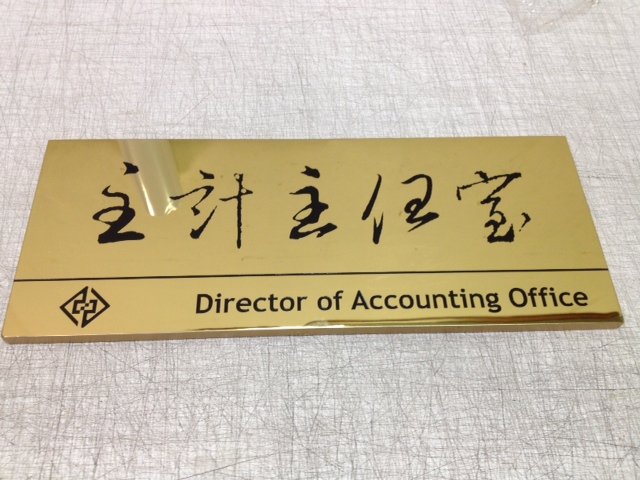 主計主任室
Director of Accounting Office